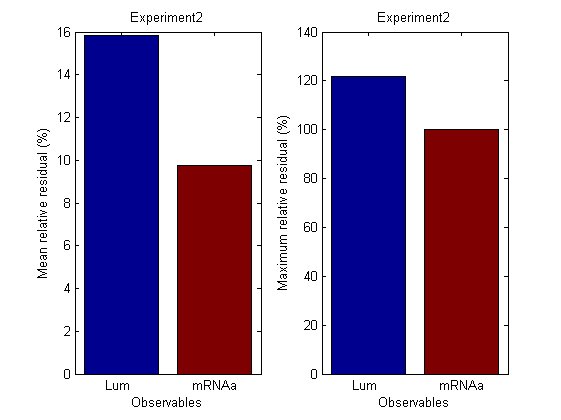 Experiment2
Mean relative residual (%)
16
14
12
10
8
6
4
2
0
Lum mRNAa
Observables
Experiment2
Maximum relative residual (%)
140
120
100
80
60
40
20
0
Lum mRNAa
Observables